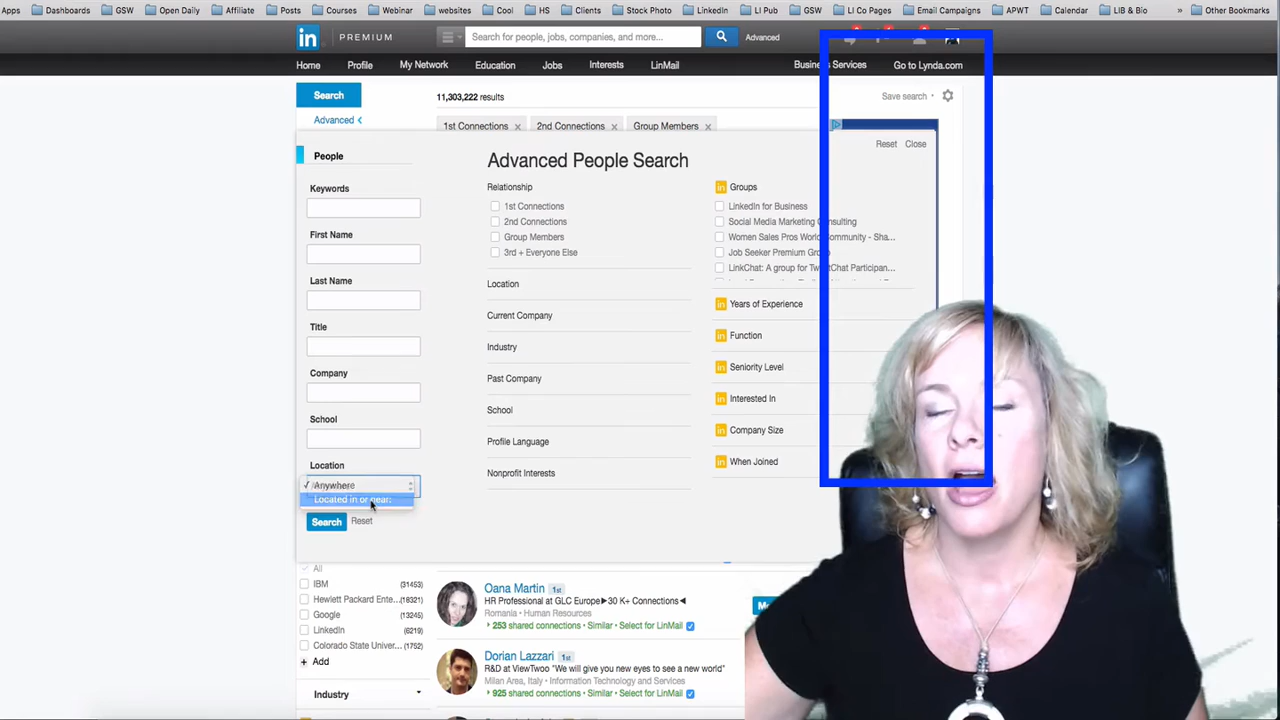 Apps Dashboards GSW Open Daily Affiliate Posts Courses Webinar websites Cool HS Clients Stock Photo LinkedIn LI Pub GSW LI Co Pages Email Campaigns APWT Calendar LIB & Bio » Other Bookmarks
in PREMIUM Search for people, jobs, companies, and more... Advanced
Home Profile My Network Education Jobs Interests LinMail Business Services Go to Lynda.com
Search 11,303,222 results Save search
Advanced
1st Connections × 2nd Connections × Group Members ×
Reset Close
People
Advanced People Search
Keywords
First Name
Last Name
Title
Company
School
Location
✓ Anywhere
Located in or near:
Search Reset
Relationship
1st Connections
2nd Connections
Group Members
3rd + Everyone Else
Location
Current Company
Industry
Past Company
School
Profile Language
Nonprofit Interests
in Groups
LinkedIn for Business
Social Media Marketing Consulting
Women Sales Pros World Community - Sha...
Job Seeker Premium Group
LinkChat: A group for TweetChat Participan...
in Years of Experience
in Function
in Seniority Level
in Interested In
in Company Size
in When Joined
All
IBM (31453)
Hewlett Packard Ente... (18321)
Google (13245)
LinkedIn (6219)
Colorado State Univer... (1752)
+ Add
Industry
Oana Martin 1st
HR Professional at GLC Europe►30 K+ Connections◄
Romania • Human Resources
253 shared connections • Similar • Select for LinMail
Dorian Lazzari 1st
R&D at ViewTwoo "We will give you new eyes to see a new world"
Milan Area, Italy • Information Technology and Services
925 shared connections • Similar • Select for LinMail